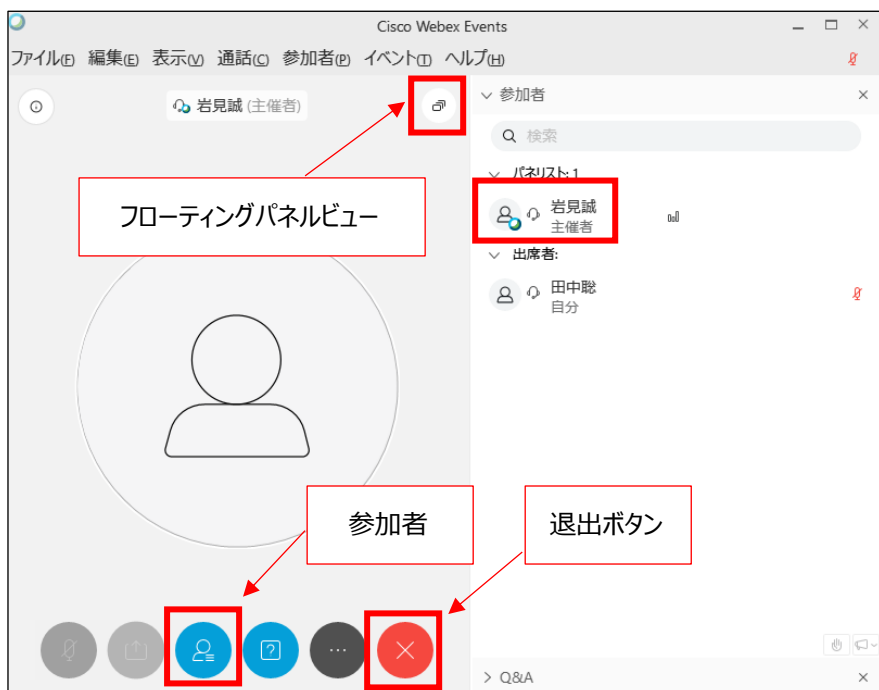 Cisco Webex Events
ファイル(F) 編集(E) 表示(V) 通話(C) 参加者(P) イベント(T) ヘルプ(H)
岩見誠 (主催者)
フローティングパネルビュー
参加者
退出ボタン
参加者
検索
パネリスト: 1
岩見誠
主催者
出席者:
田中聡
自分
Q&A